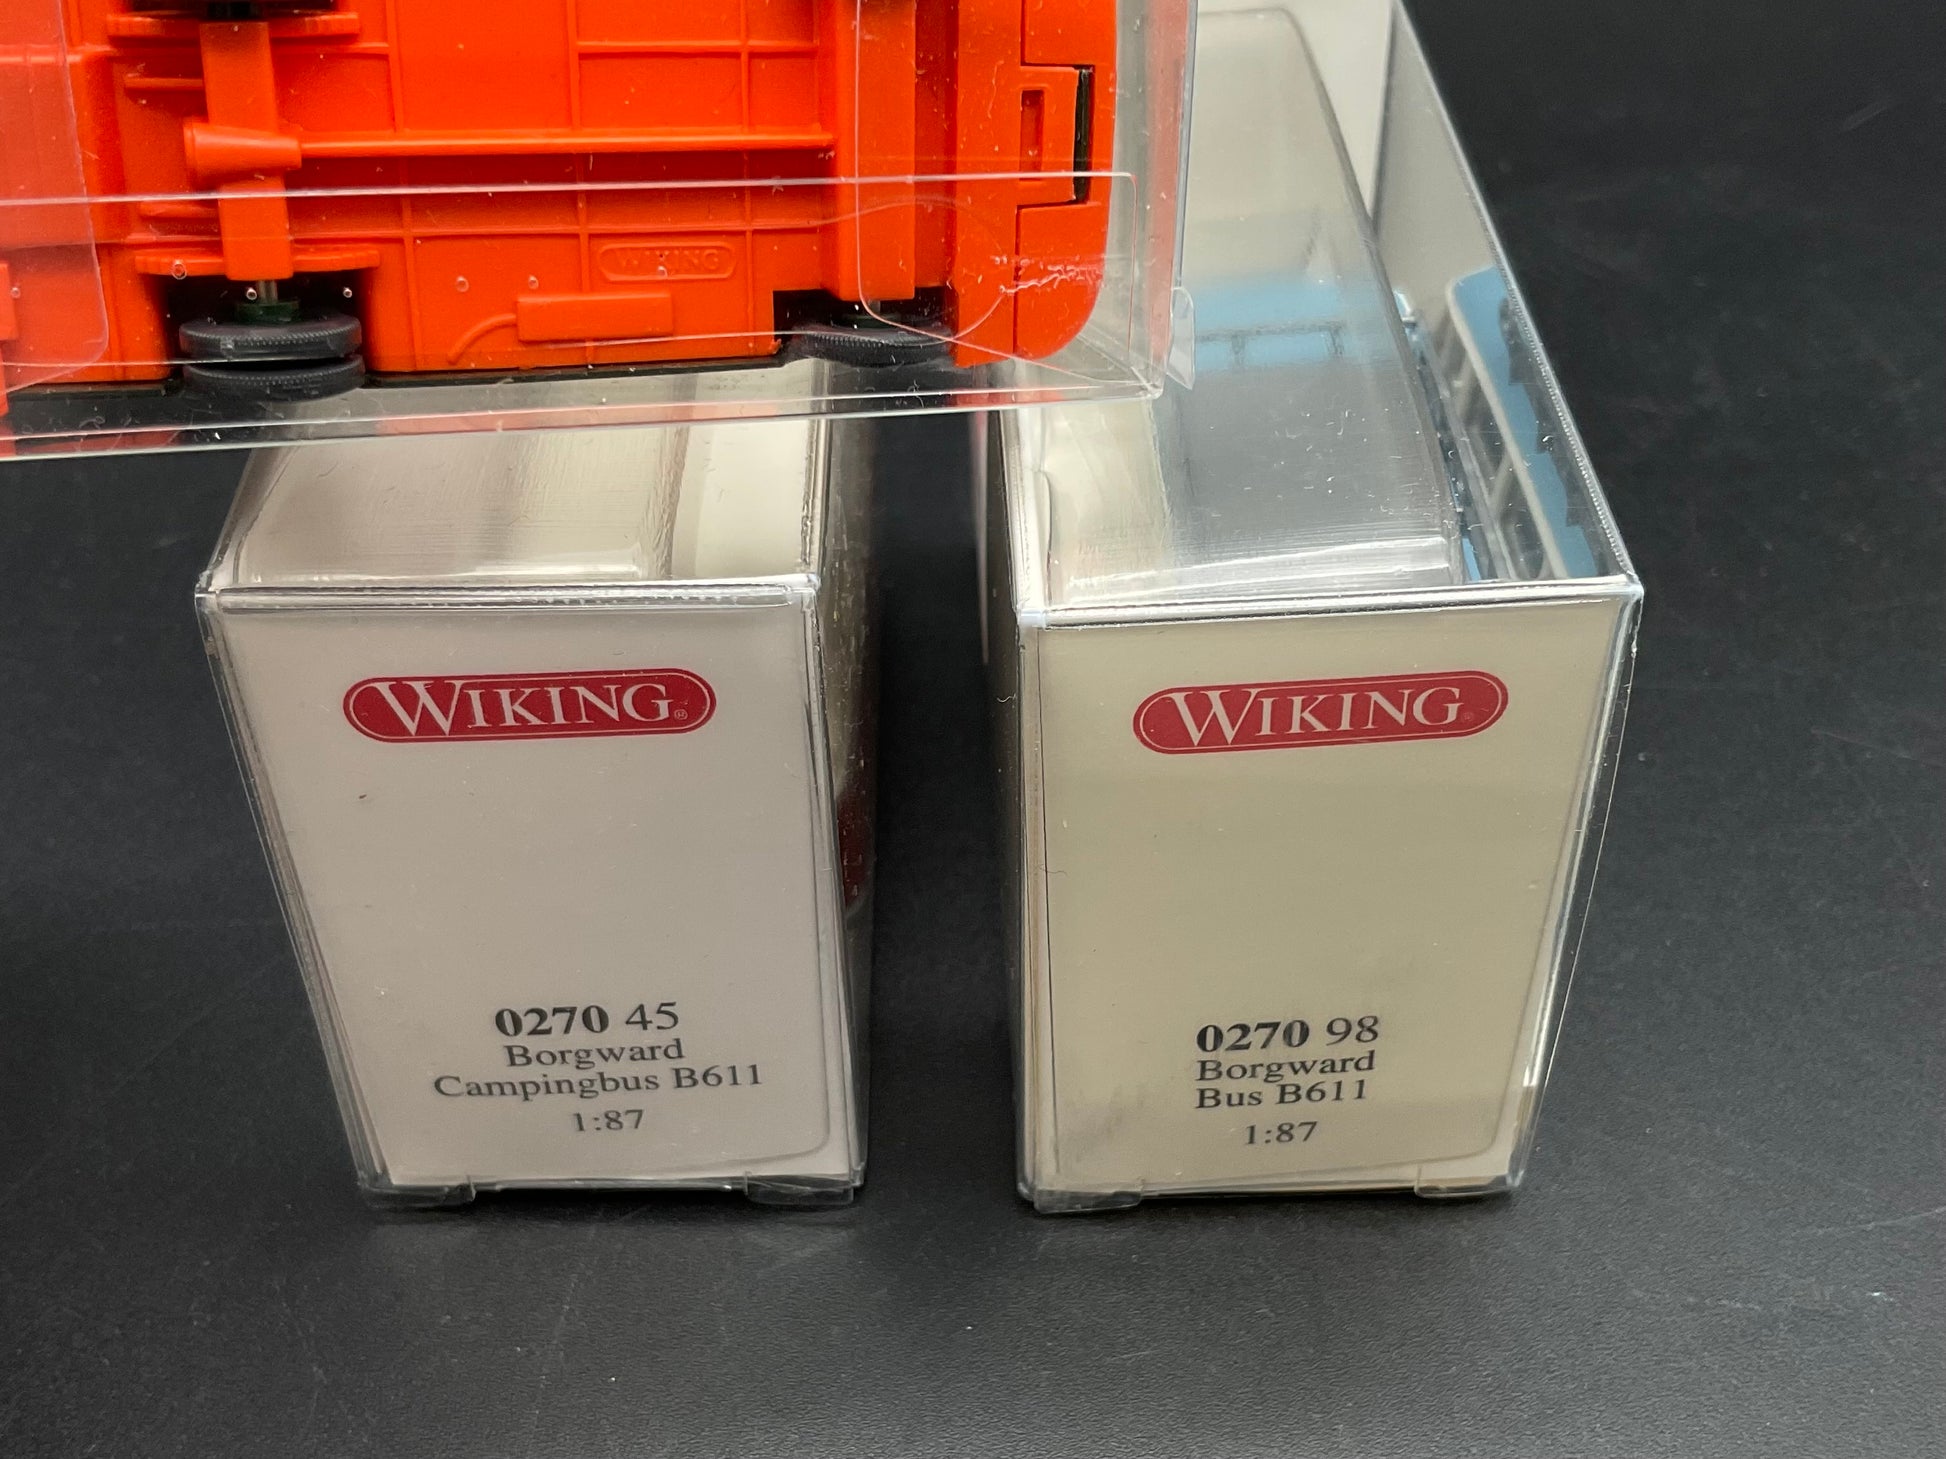 WIKING
WIKING®
0270 45
Borgward
Campingbus B611
1:87
WIKING®
0270 98
Borgward
Bus B611
1:87